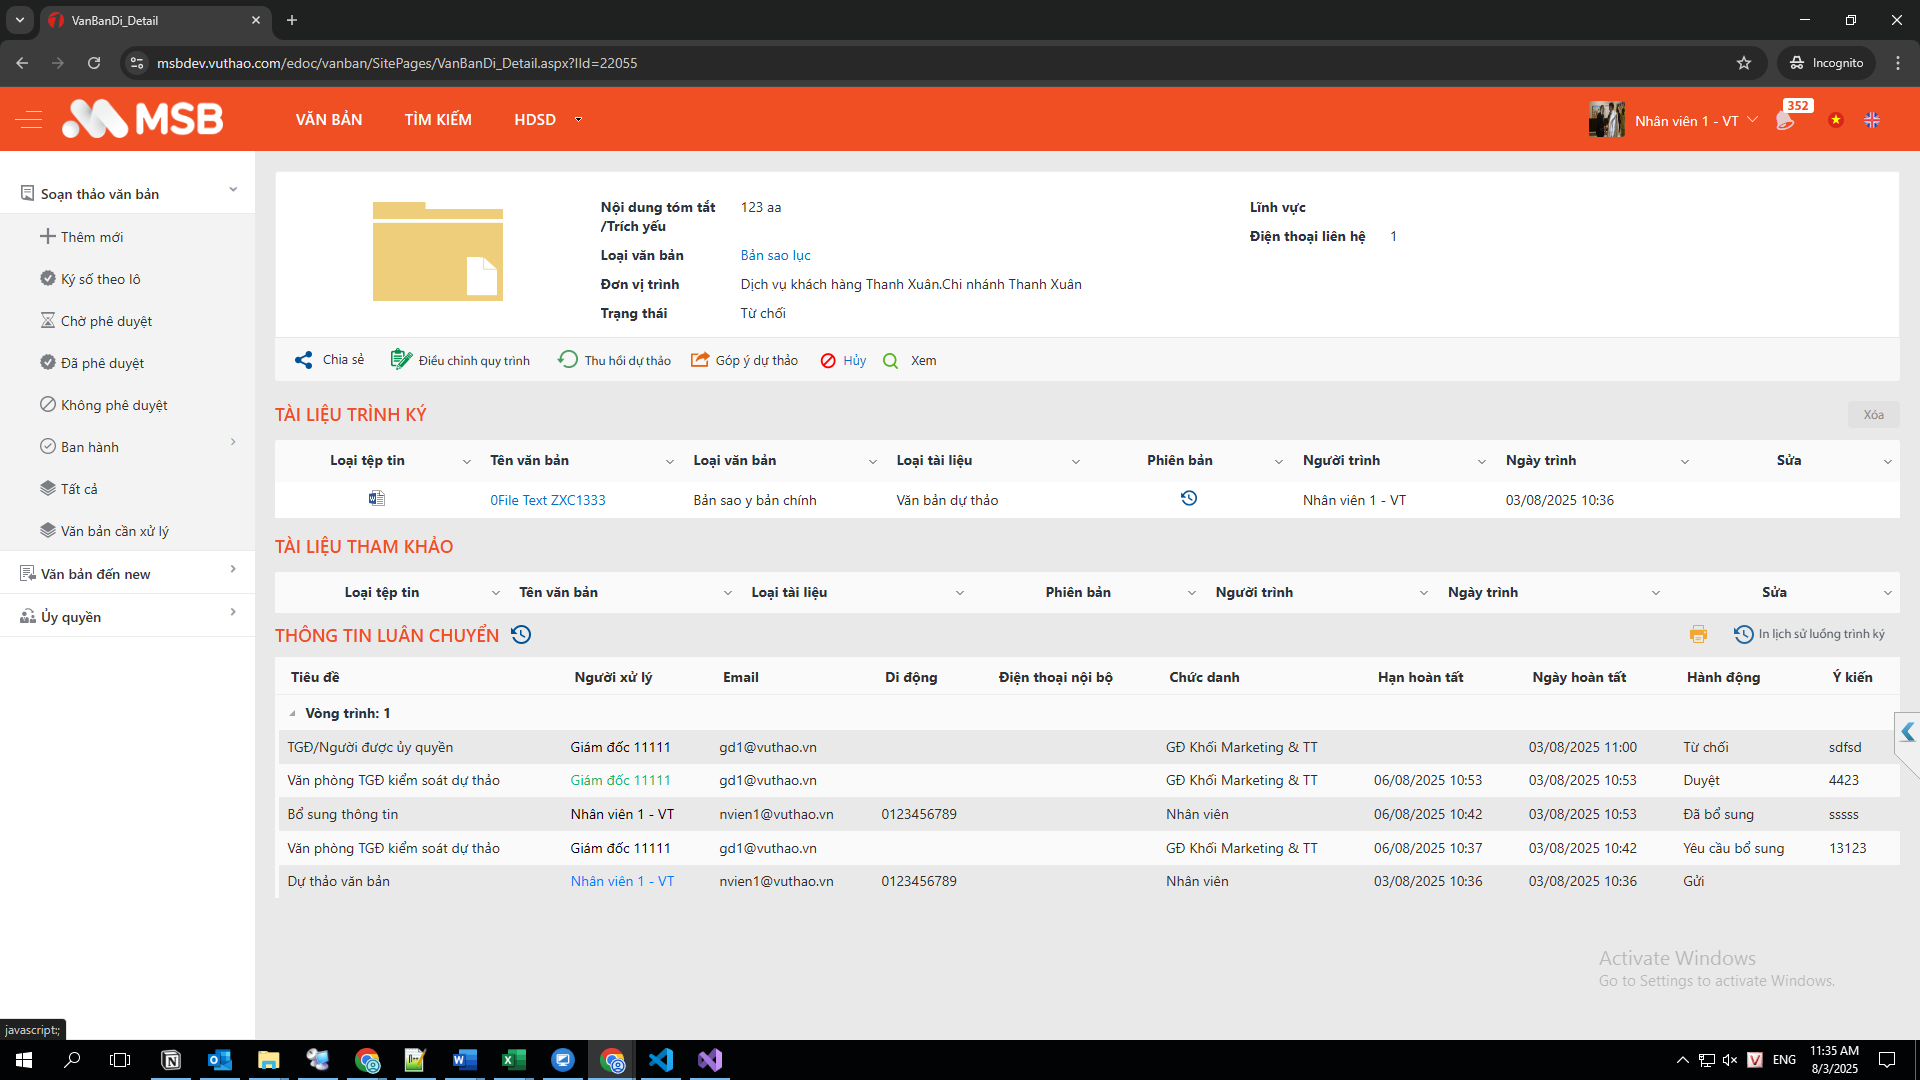 VanBanDi_Detail
msbdev.vuthao.com/edoc/vanban/SitePages/VanBanDi_Detail.aspx?IId=22055
Incognito
MSB
VĂN BẢN
TÌM KIẾM
HDSD
Nhân viên 1 - VT
352
Soạn thảo văn bản
Thêm mới
Ký số theo lô
Chờ phê duyệt
Đã phê duyệt
Không phê duyệt
Ban hành
Tất cả
Văn bản cần xử lý
Văn bản đến new
Ủy quyền
Nội dung tóm tắt /Trích yếu 123 aa
Loại văn bản Bản sao lục
Đơn vị trình Dịch vụ khách hàng Thanh Xuân.Chi nhánh Thanh Xuân
Trạng thái Từ chối
Lĩnh vực
Điện thoại liên hệ 1
Chia sẻ Điều chỉnh quy trình Thu hồi dự thảo Góp ý dự thảo Hủy Xem
TÀI LIỆU TRÌNH KÝ
Xóa
Loại tệp tin Tên văn bản Loại văn bản Loại tài liệu Phiên bản Người trình Ngày trình Sửa
0File Text ZXC1333 Bản sao y bản chính Văn bản dự thảo Nhân viên 1 - VT 03/08/2025 10:36
TÀI LIỆU THAM KHẢO
Loại tệp tin Tên văn bản Loại tài liệu Phiên bản Người trình Ngày trình Sửa
THÔNG TIN LUÂN CHUYỂN
In lịch sử luồng trình ký
Tiêu đề Người xử lý Email Di động Điện thoại nội bộ Chức danh Hạn hoàn tất Ngày hoàn tất Hành động Ý kiến
Vòng trình: 1
TGĐ/Người được ủy quyền Giám đốc 11111 gd1@vuthao.vn GĐ Khối Marketing & TT 03/08/2025 11:00 Từ chối sdfsd
Văn phòng TGĐ kiểm soát dự thảo Giám đốc 11111 gd1@vuthao.vn GĐ Khối Marketing & TT 06/08/2025 10:53 03/08/2025 10:53 Duyệt 4423
Bổ sung thông tin Nhân viên 1 - VT nvien1@vuthao.vn 0123456789 Nhân viên 06/08/2025 10:42 03/08/2025 10:53 Đã bổ sung sssss
Văn phòng TGĐ kiểm soát dự thảo Giám đốc 11111 gd1@vuthao.vn GĐ Khối Marketing & TT 06/08/2025 10:37 03/08/2025 10:42 Yêu cầu bổ sung 13123
Dự thảo văn bản Nhân viên 1 - VT nvien1@vuthao.vn 0123456789 Nhân viên 03/08/2025 10:36 03/08/2025 10:36 Gửi
Activate Windows
Go to Settings to activate Windows.
javascript:;
ENG
11:35 AM
8/3/2025